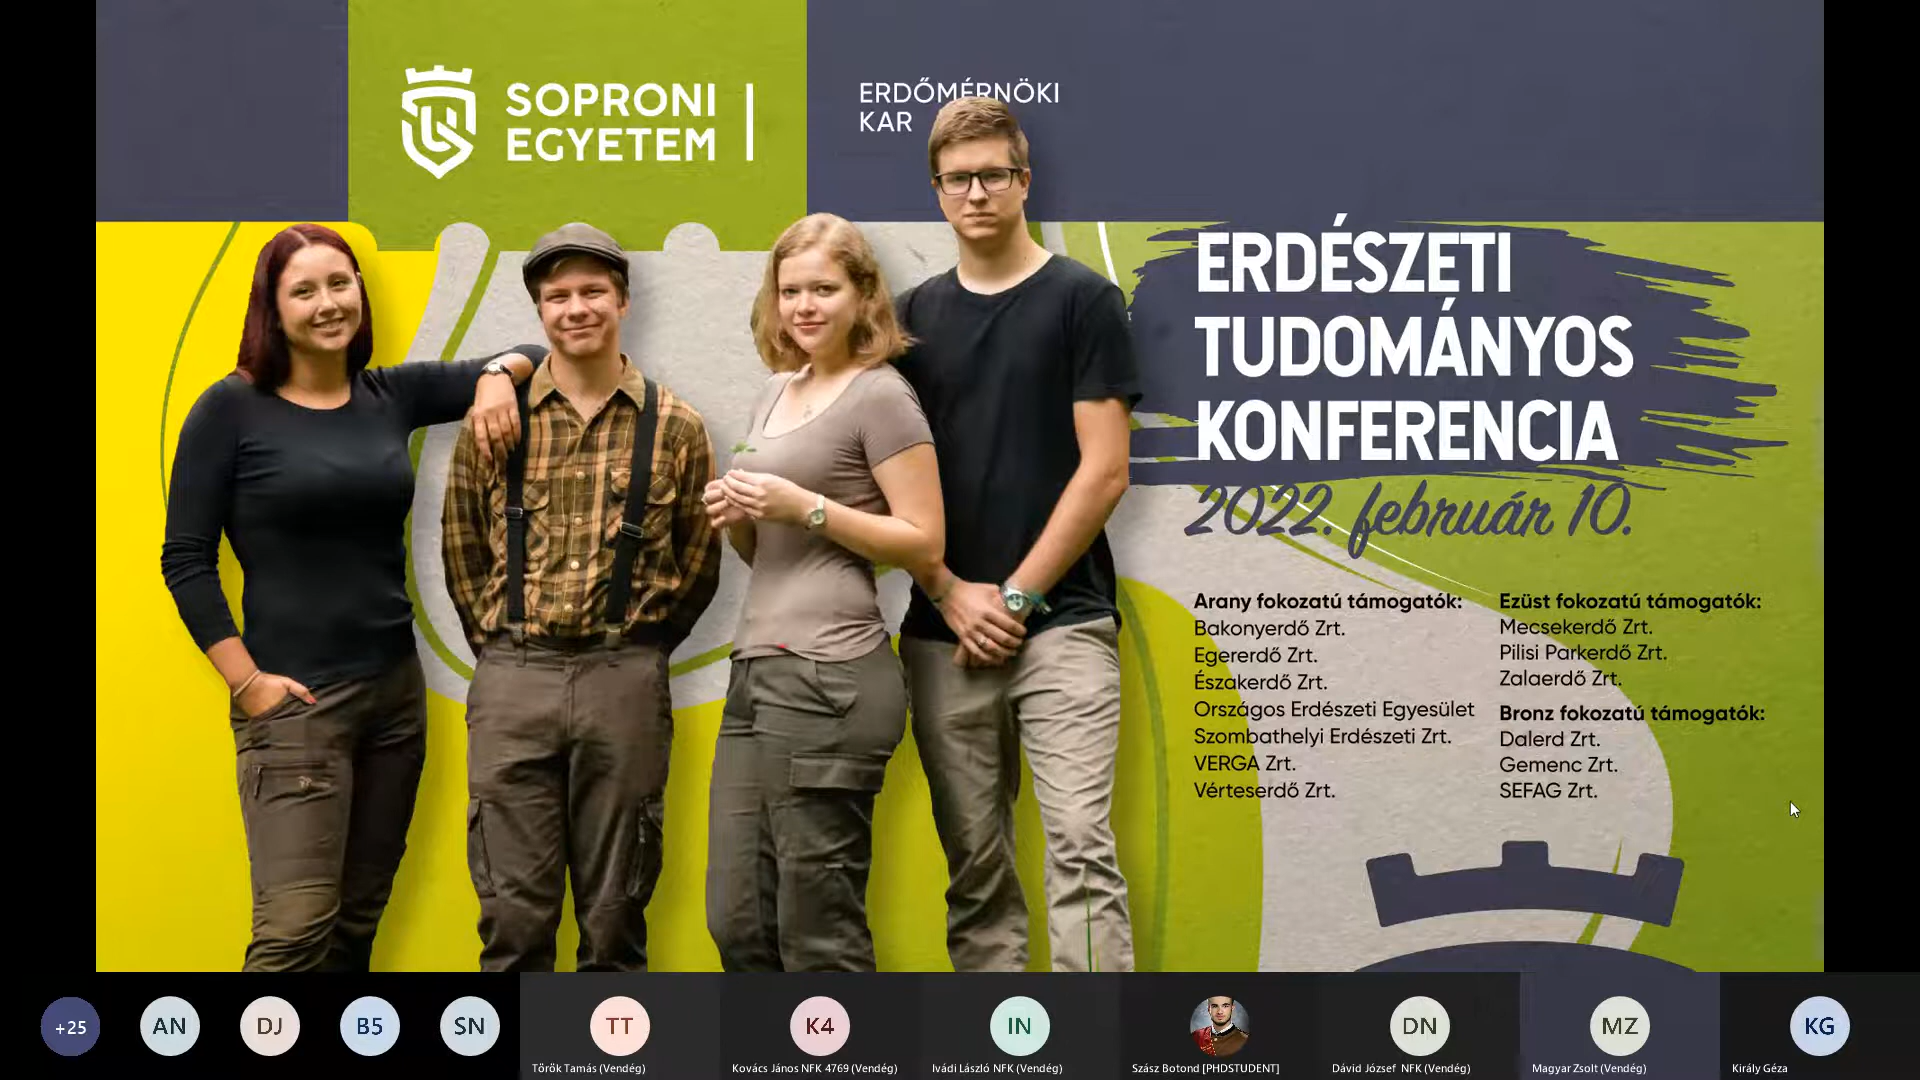 SOPRONI
EGYETEM
ERDŐMÉRNÖKI
KAR
ERDÉSZETI
TUDOMÁNYOS
KONFERENCIA
2022. február 10.
Arany fokozatú támogatók:
Bakonyerdő Zrt.
Egererdő Zrt.
Északerdő Zrt.
Országos Erdészeti Egyesület
Szombathelyi Erdészeti Zrt.
VERGA Zrt.
Vérteserdő Zrt.
Ezüst fokozatú támogatók:
Mecsekerdő Zrt.
Pilisi Parkerdő Zrt.
Zalaerdő Zrt.
Bronz fokozatú támogatók:
Dalerd Zrt.
Gemenc Zrt.
SEFAG Zrt.
+25
AN
DJ
B5
SN
TT
K4
IN
DN
MZ
KG
Török Tamás (Vendég)
Kovács János NFK 4769 (Vendég)
Ivádi László NFK (Vendég)
Szász Botond [PHDSTUDENT]
Dávid József NFK (Vendég)
Magyar Zsolt (Vendég)
Király Géza